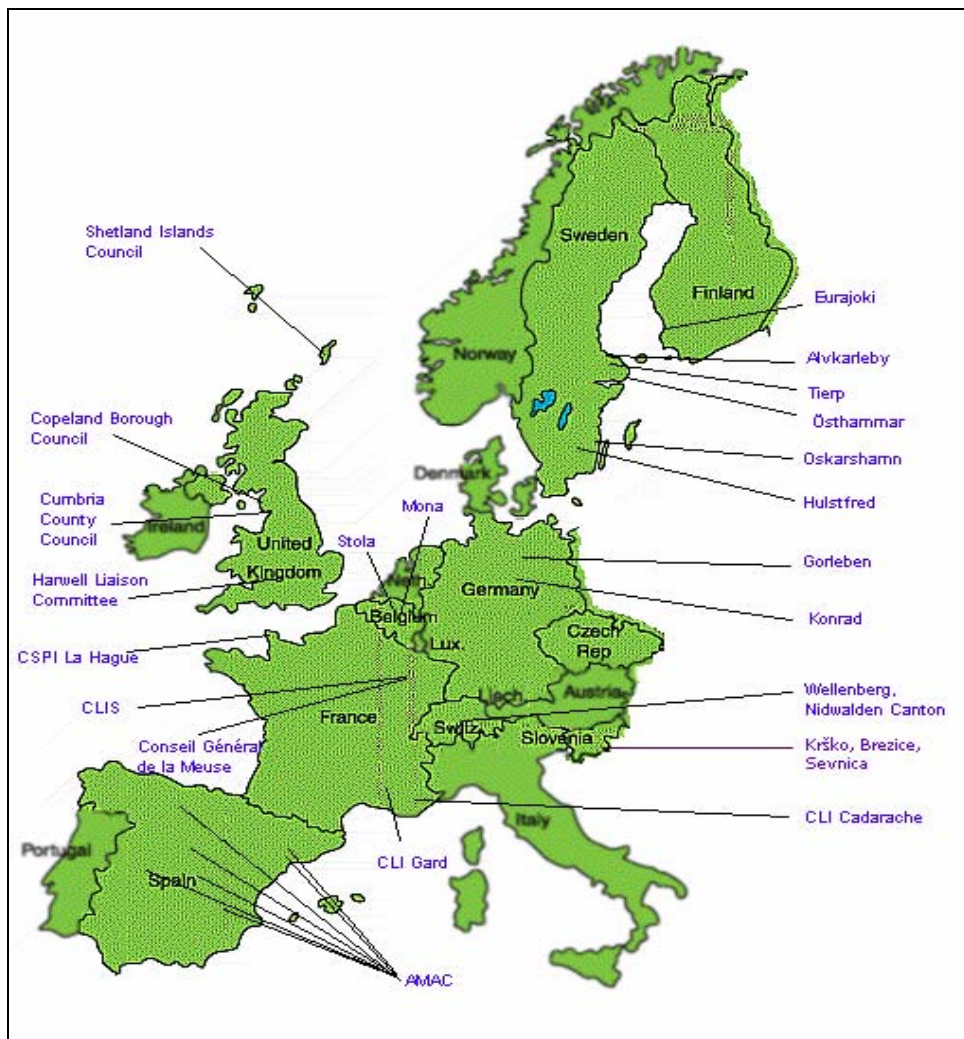 Shetland Islands
Council
Sweden
Finland
Eurajoki
Norway
Alvkarleby
Tierp
Östhammar
Copeland Borough
Council
Oskarshamn
Denmark
Hulstfred
Cumbria
County
Council
Ireland
Mona
United
Kingdom
Stola
Gorleben
Harwell Liaison
Committee
Neth.
Germany
Belgium
Konrad
Czech
Rep
CSPI La Hague
Lux.
CLIS
Liech.
Austria
Wellenberg,
Nidwalden Canton
France
Switz.
Slovenia
Conseil Général
de la Meuse
Krško, Brezice,
Sevnica
Italy
CLI Cadarache
Portugal
CLI Gard
Spain
AMAC